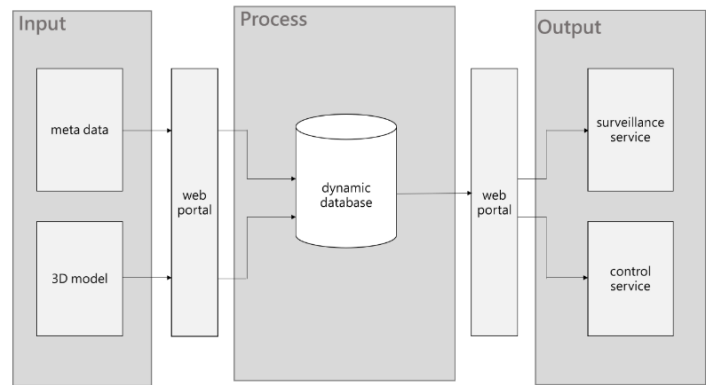 Input
meta data
3D model
web
portal
Process
dynamic
database
web
portal
Output
surveillance
service
control
service